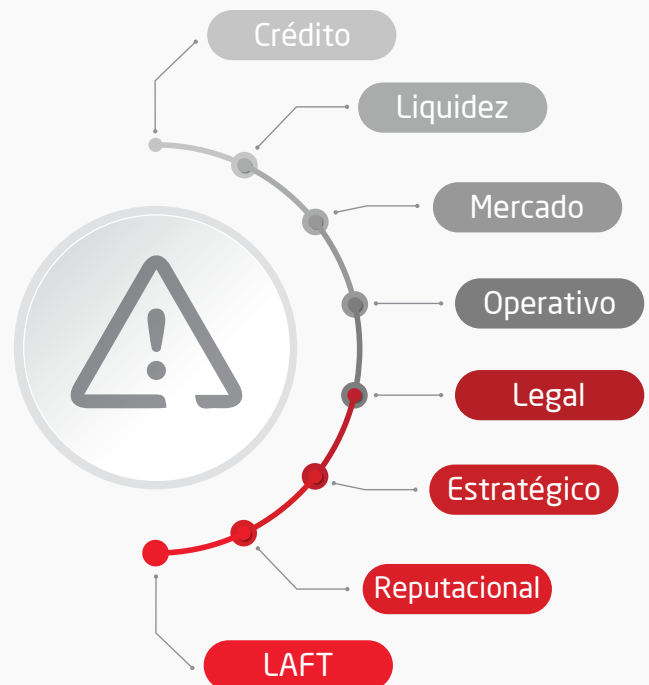 Crédito
Liquidez
Mercado
Operativo
Legal
Estratégico
Reputacional
LAFT